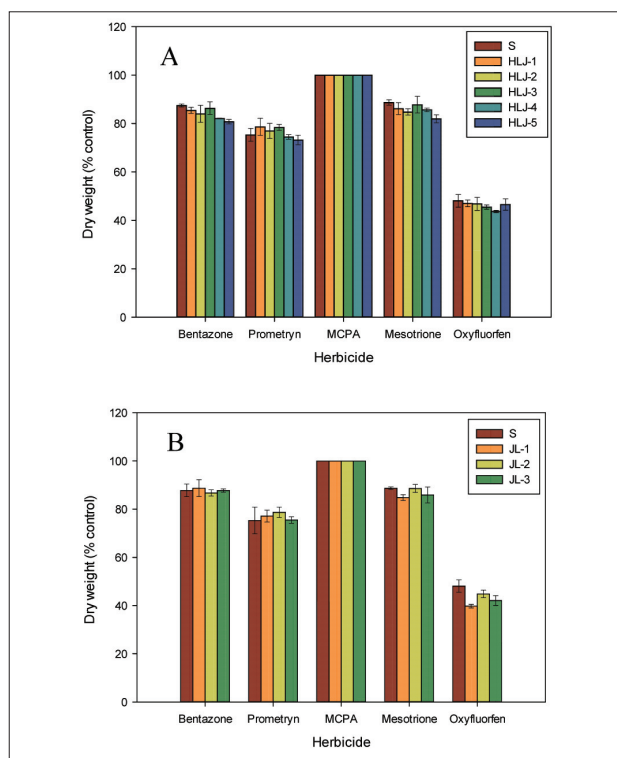 A
S
HLJ-1
HLJ-2
HLJ-3
HLJ-4
HLJ-5
Dry weight (% control)
120
100
80
60
40
20
0
Bentazone Prometryn MCPA Mesotrione Oxyfluorfen
Herbicide
B
S
JL-1
JL-2
JL-3
Dry weight (% control)
120
100
80
60
40
20
0
Bentazone Prometryn MCPA Mesotrione Oxyfluorfen
Herbicide